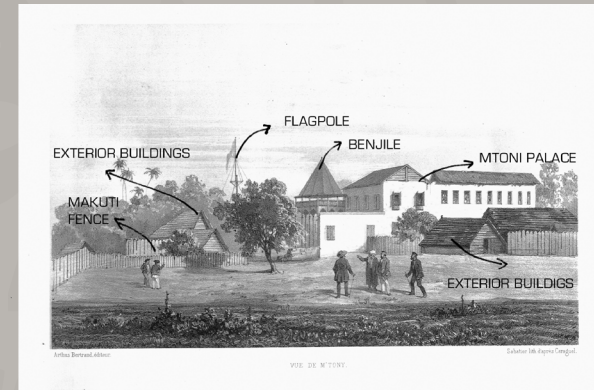 FLAGPOLE
BENJILE
EXTERIOR BUILDINGS
MTONI PALACE
MAKUTI
FENCE
EXTERIOR BUILDIGS
Arthus Bertrand, éditeur
VUE DE M'TONY.